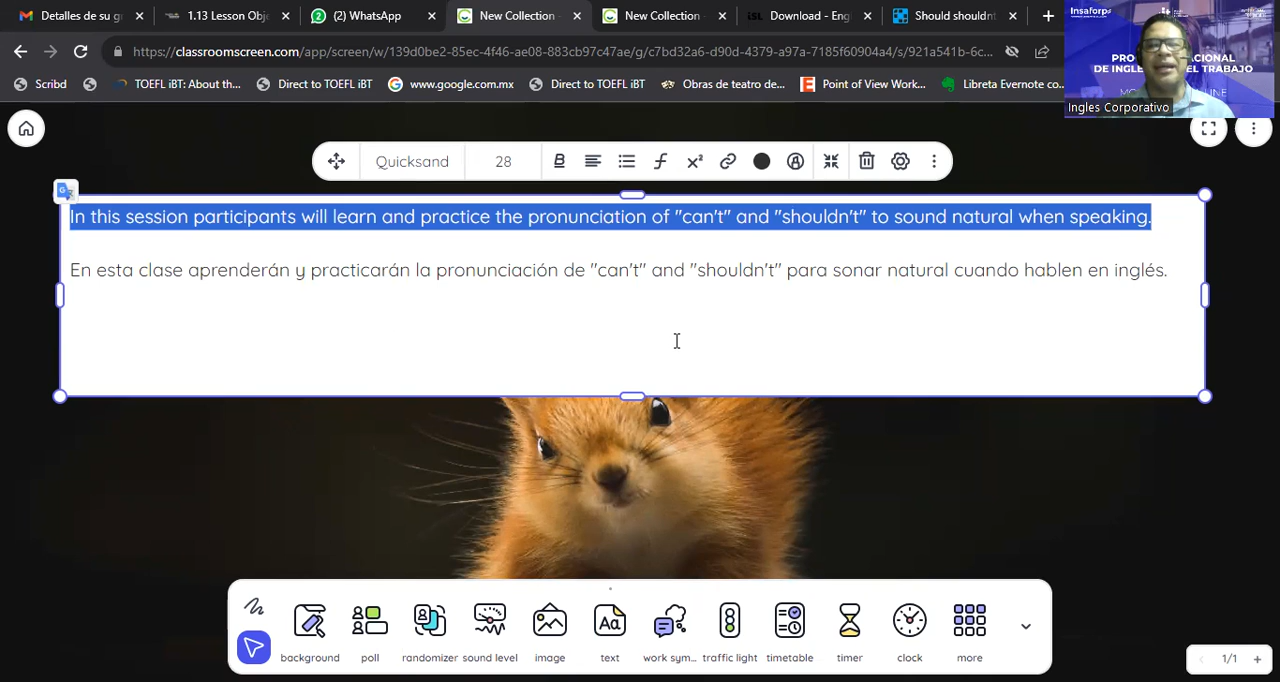 Detalles de su g
1.13 Lesson Obje
(2) WhatsApp
New Collection
New Collection
iSL
Download - Eng
Should shouldn't
https://classroomscreen.com/app/screen/w/139d0be2-85ec-4f46-ae08-883cb97c47ae/g/c7bd32a6-d90d-4379-a97a-7185f60904a4/s/921a541b-6c...
Scribd
TOEFL iBT: About th...
Direct to TOEFL iBT
www.google.com.mx
Direct to TOEFL iBT
Obras de teatro de...
Point of View Work...
Libreta Evernote co...
Insaforp
Ingles Corporativo
Quicksand
28
In this session participants will learn and practice the pronunciation of "can't" and "shouldn't" to sound natural when speaking.
En esta clase aprenderán y practicarán la pronunciación de "can't" and "shouldn't" para sonar natural cuando hablen en inglés.
background
poll
randomizer
sound level
image
text
work sym...
traffic light
timetable
timer
clock
more
1/1